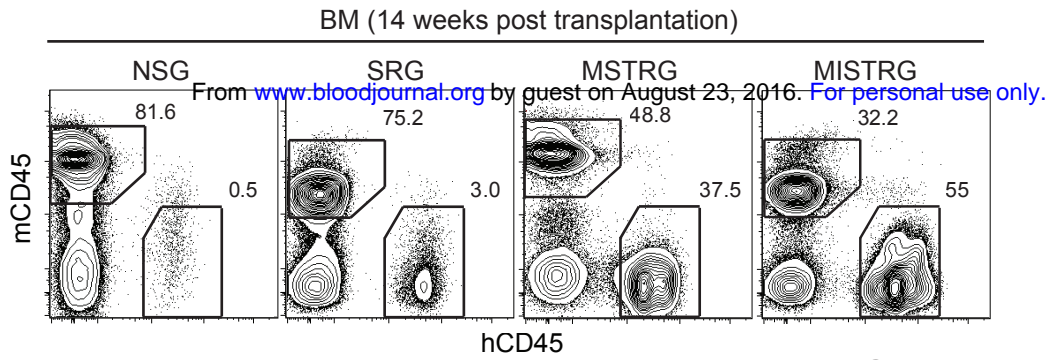 BM (14 weeks post transplantation)
NSG SRG MSTRG MISTRG
From www.bloodjournal.org by guest on August 23, 2016. For personal use only.
81.6 75.2 48.8 32.2
0.5 3.0 37.5 55
mCD45
hCD45